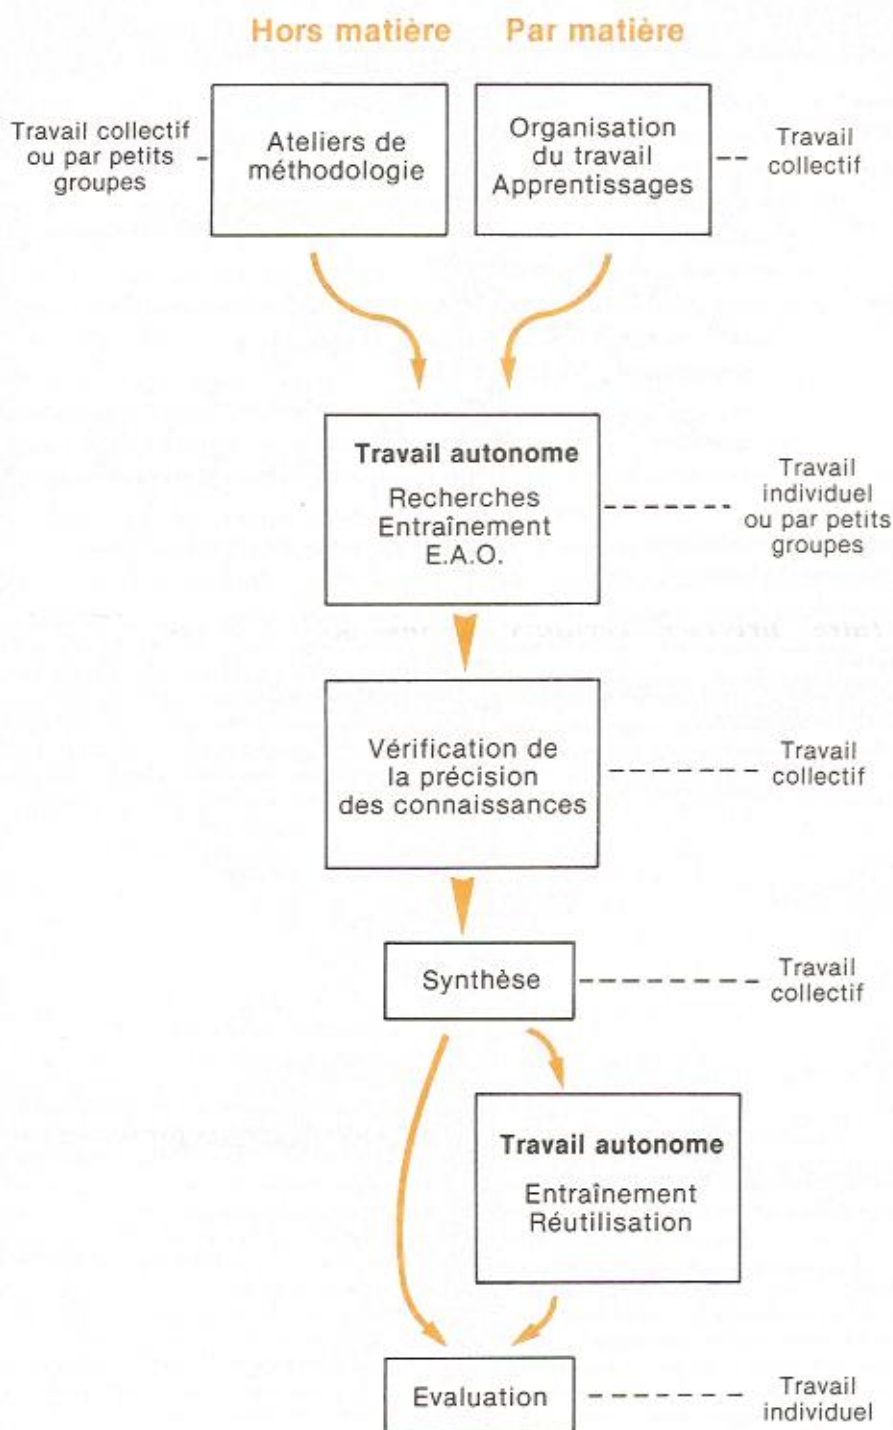 Hors matière Par matière
Travail collectif
ou par petits
groupes
Ateliers de
méthodologie
Organisation
du travail
Apprentissages
Travail
collectif
Travail autonome
Recherches
Entraînement
E.A.O.
Travail
individuel
ou par petits
groupes
Vérification de
la précision
des connaissances
Travail
collectif
Synthèse
Travail
collectif
Travail autonome
Entraînement
Réutilisation
Evaluation
Travail
individuel